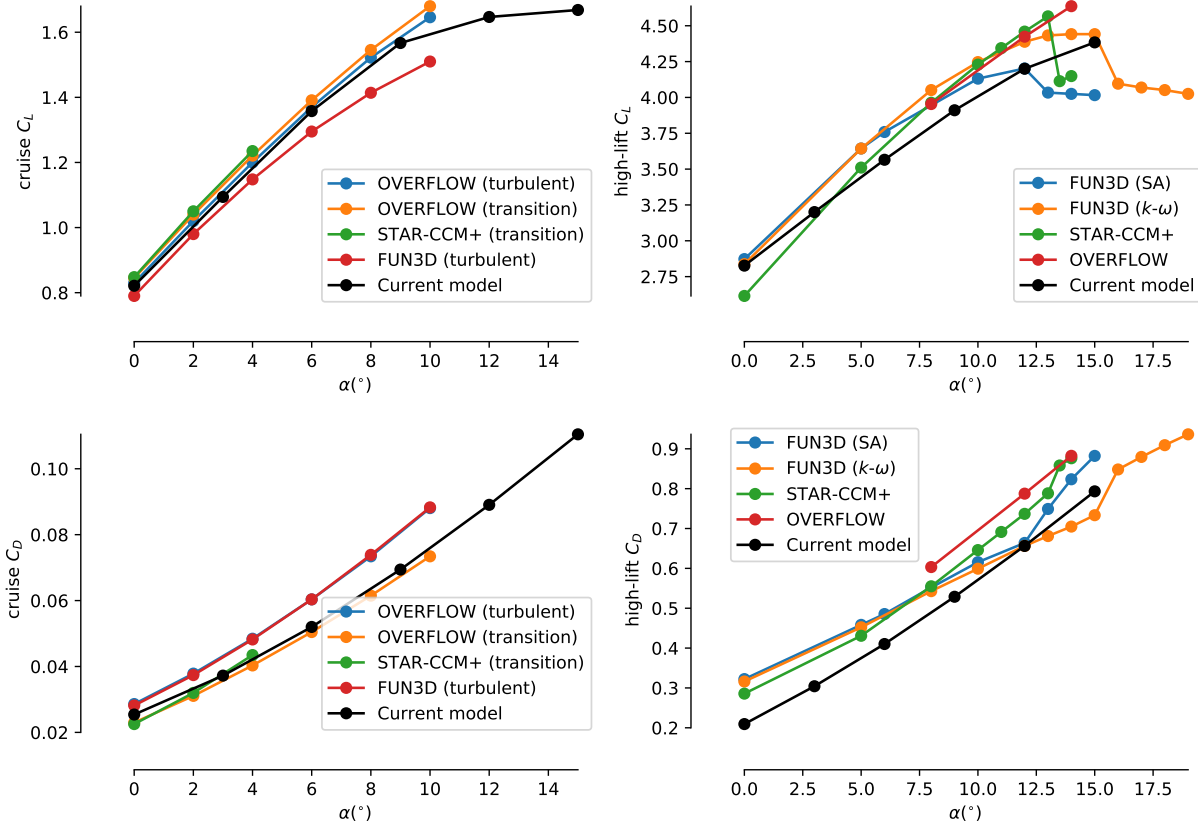 1.6
1.4
1.2
1.0
0.8
cruise C_L
OVERFLOW (turbulent)
OVERFLOW (transition)
STAR-CCM+ (transition)
FUN3D (turbulent)
Current model
0 2 4 6 8 10 12 14
α(°)
4.50
4.25
4.00
3.75
3.50
3.25
3.00
2.75
high-lift C_L
FUN3D (SA)
FUN3D (k-ω)
STAR-CCM+
OVERFLOW
Current model
0.0 2.5 5.0 7.5 10.0 12.5 15.0 17.5
α(°)
0.10
0.08
0.06
0.04
0.02
cruise C_D
OVERFLOW (turbulent)
OVERFLOW (transition)
STAR-CCM+ (transition)
FUN3D (turbulent)
Current model
0 2 4 6 8 10 12 14
α(°)
0.9
0.8
0.7
0.6
0.5
0.4
0.3
0.2
high-lift C_D
FUN3D (SA)
FUN3D (k-ω)
STAR-CCM+
OVERFLOW
Current model
0.0 2.5 5.0 7.5 10.0 12.5 15.0 17.5
α(°)